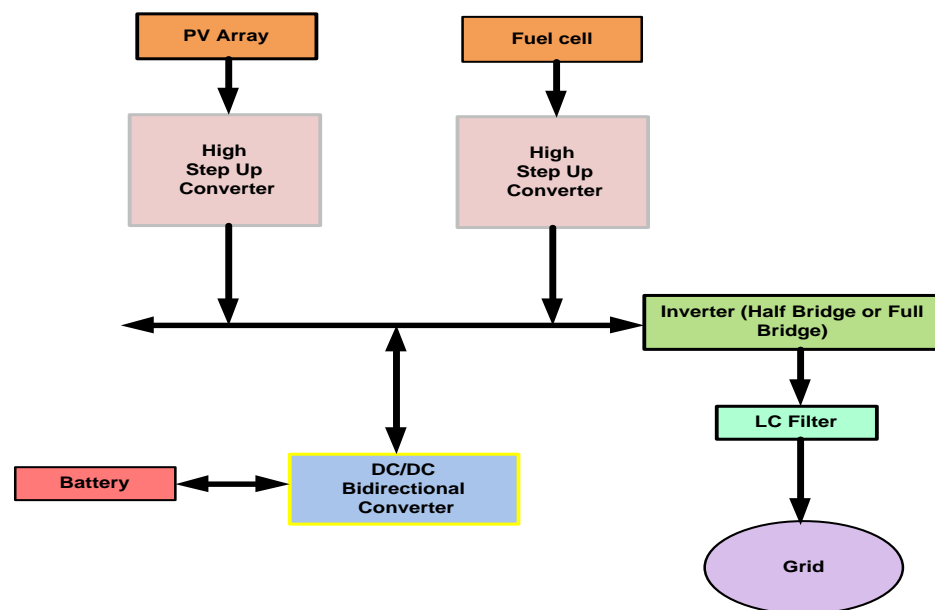 PV Array
Fuel cell
High
Step Up
Converter
High
Step Up
Converter
Inverter (Half Bridge or Full
Bridge)
LC Filter
DC/DC
Bidirectional
Converter
Battery
Grid